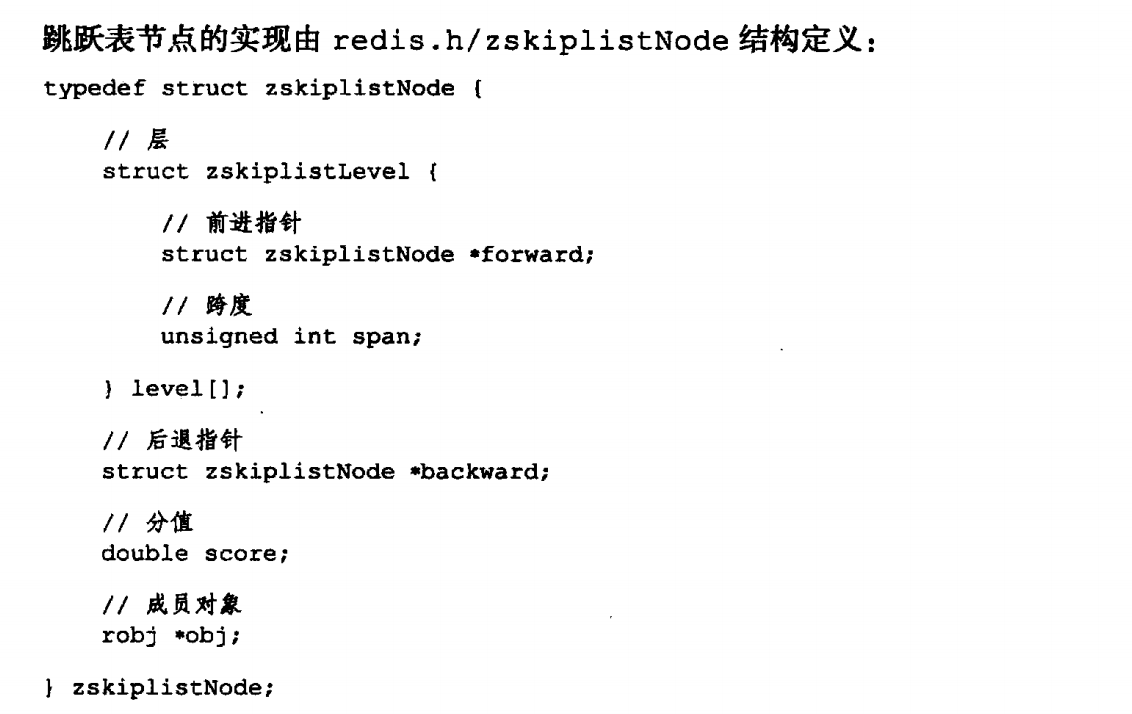 跳跃表节点的实现由 redis.h/zskiplistNode 结构定义：
typedef struct zskiplistNode {
// 层
struct zskiplistLevel {
// 前进指针
struct zskiplistNode *forward;
// 跨度
unsigned int span;
} level[];
// 后退指针
struct zskiplistNode *backward;
// 分值
double score;
// 成员对象
robj *obj;
} zskiplistNode;